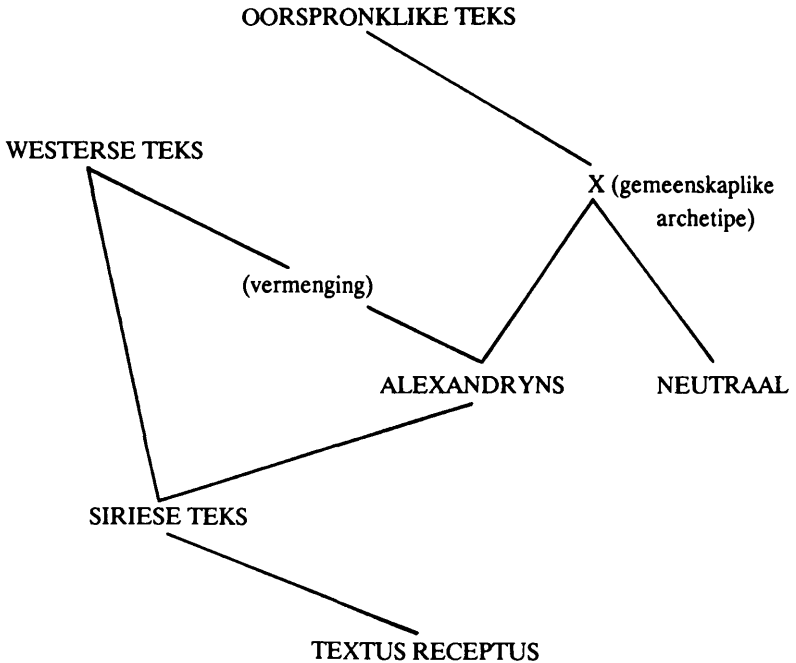 OORSPRONKLIKE TEKS
WESTERSE TEKS
X (gemeenskaplike
archetipe)
(vermenging)
ALEXANDRYNS
NEUTRAAL
SIRIESE TEKS
TEXTUS RECEPTUS